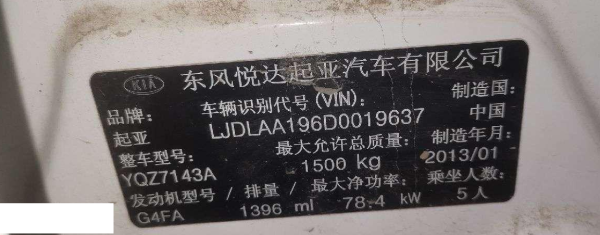 KIA 东风悦达起亚汽车有限公司
品牌: 车辆识别代号(VIN): 制造国:
起亚 LJDLAA196D0019637 中国
整车型号: 最大允许总质量: 制造年月:
YQZ7143A 1500 kg 2013/01
发动机型号/排量/最大净功率: 乘坐人数:
G4FA 1396 ml 78.4 kW 5人